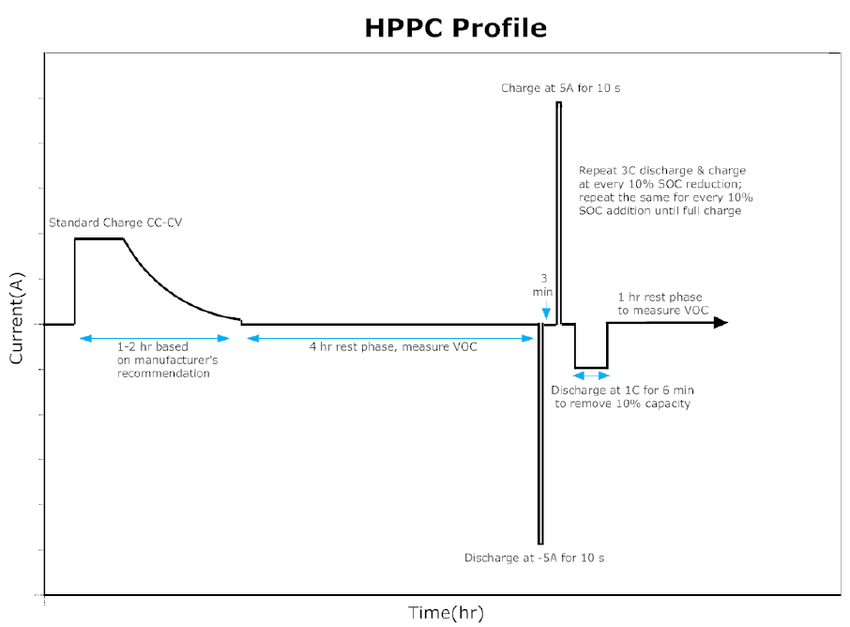 HPPC Profile
Charge at 5A for 10 s
Repeat 3C discharge & charge
at every 10% SOC reduction;
repeat the same for every 10%
SOC addition until full charge
Standard Charge CC-CV
3
min
1 hr rest phase
to measure VOC
Current(A)
1-2 hr based
on manufacturer's
recommendation
4 hr rest phase, measure VOC
Discharge at 1C for 6 min
to remove 10% capacity
Discharge at -5A for 10 s
Time(hr)